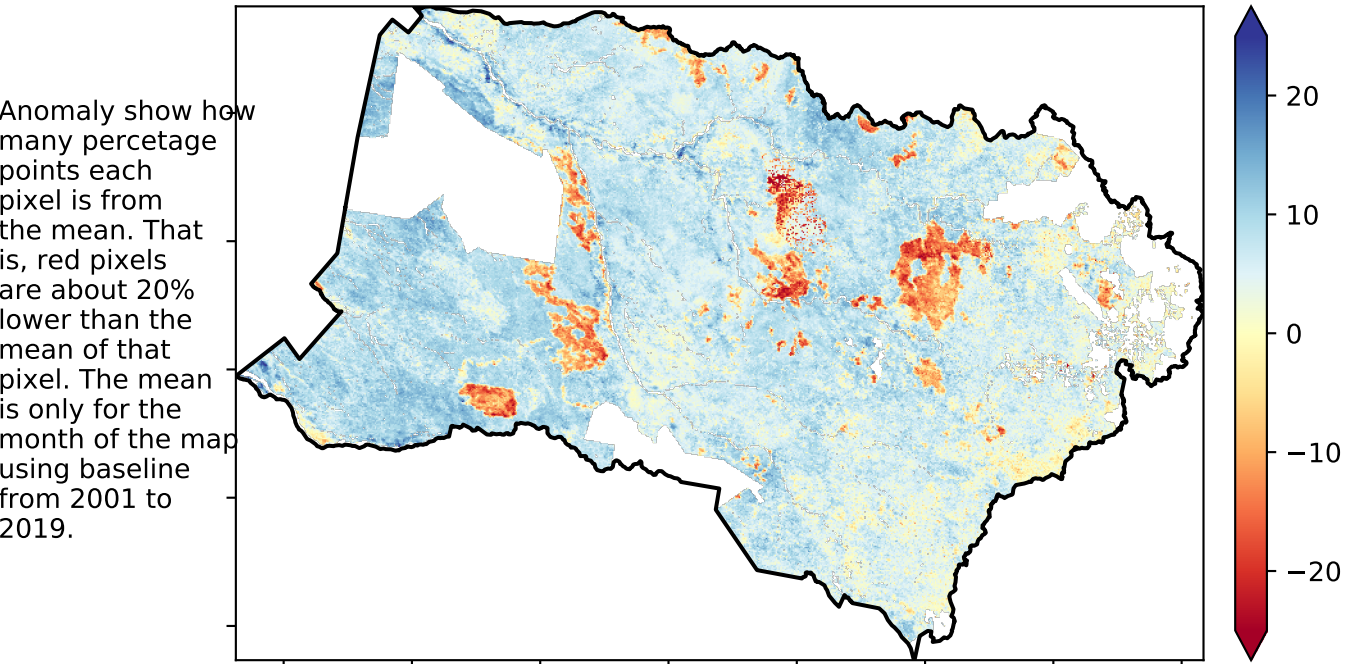 Anomaly show how
many percetage
points each
pixel is from
the mean. That
is, red pixels
are about 20%
lower than the
mean of that
pixel. The mean
is only for the
month of the map
using baseline
from 2001 to
2019.
20
10
0
−10
−20